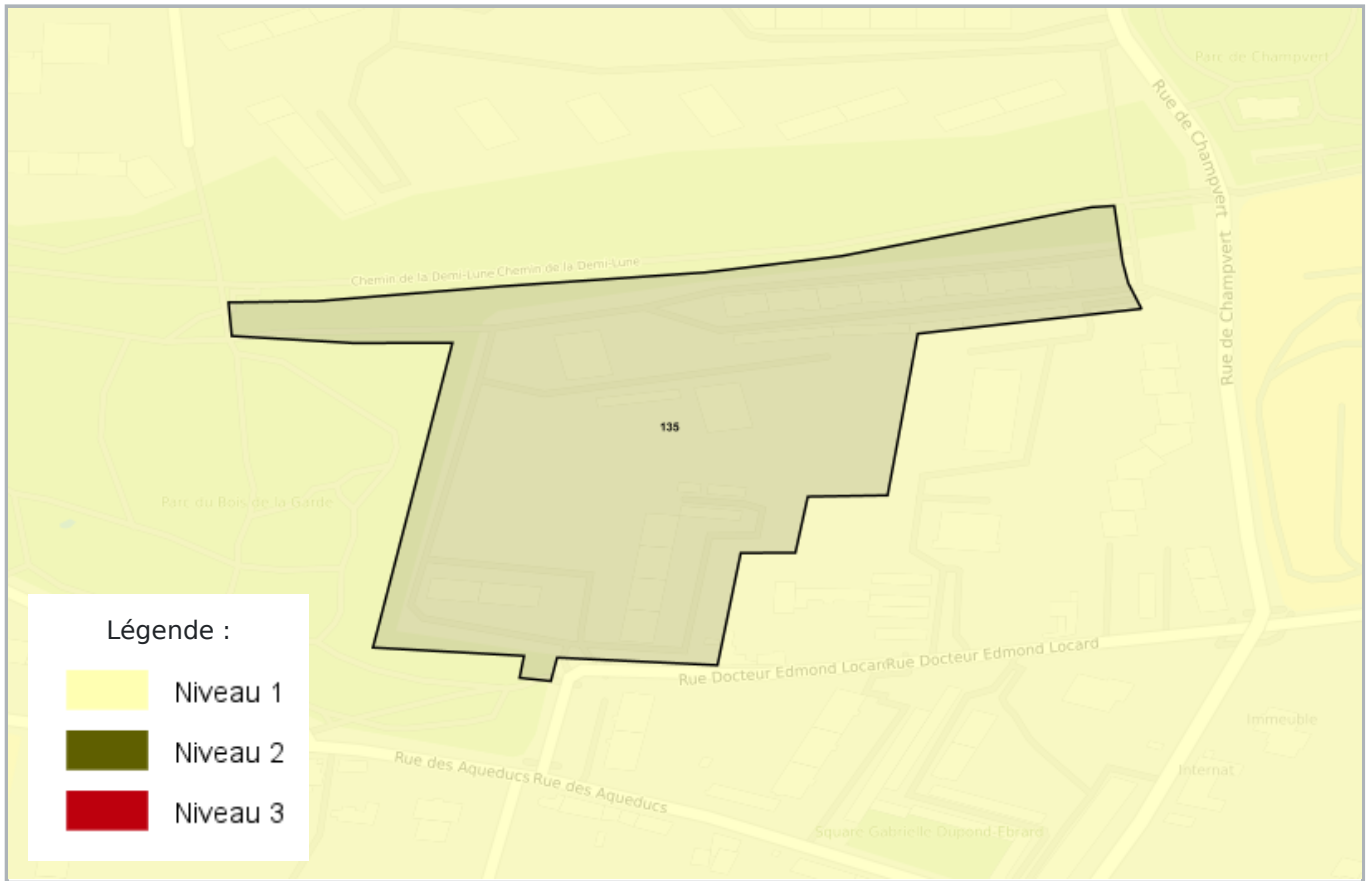 Parc de Champvert
Rue de Champvert
Rue de Champvert
Chemin de la Demi-Lune Chemin de la Demi-Lune
135
Parc du Bois de la Garde
Légende :
Niveau 1
Niveau 2
Niveau 3
Rue Docteur Edmond Locard Rue Docteur Edmond Locard
Immeuble
Internat
Rue des Aqueducs Rue des Aqueducs
Square Gabrielle Dupond-Ebrard